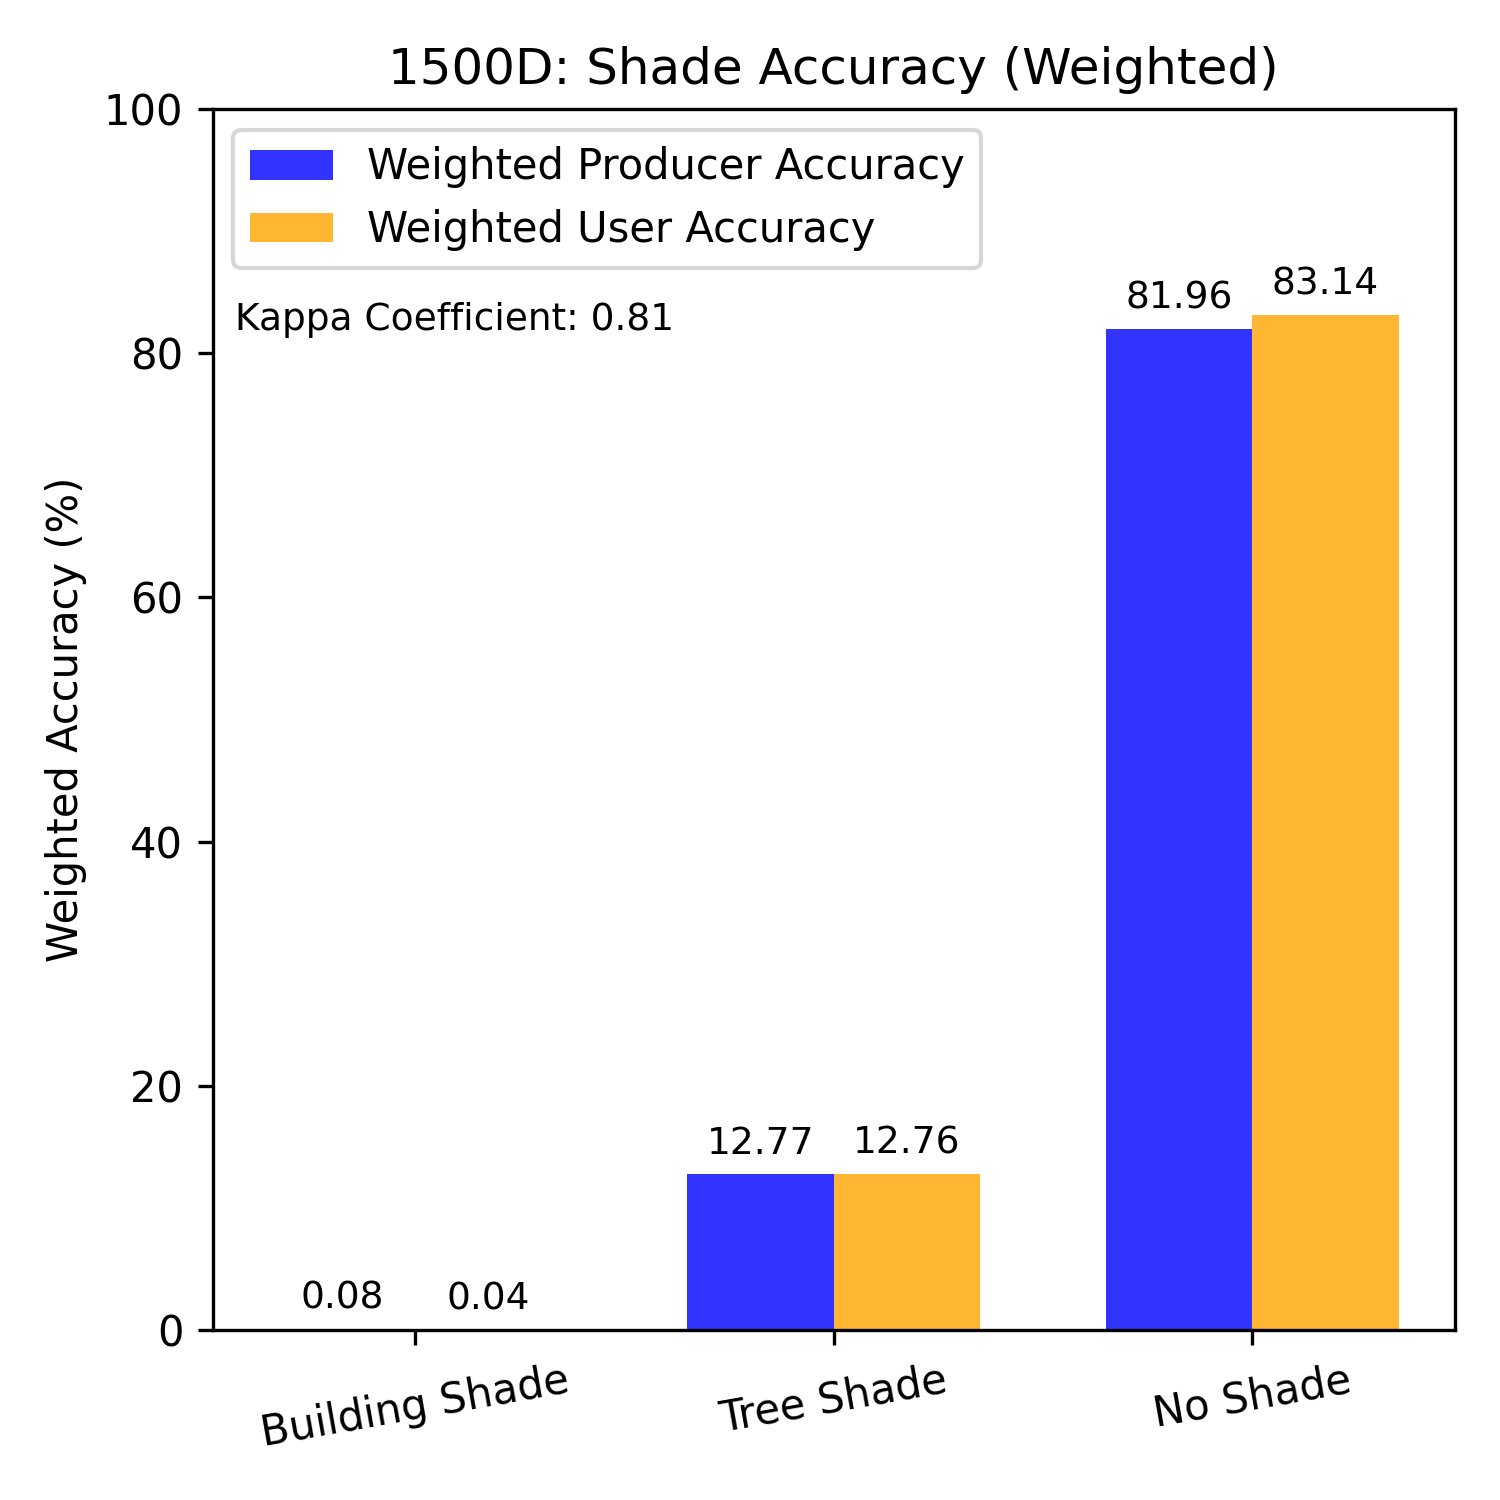 1500D: Shade Accuracy (Weighted)
100
Weighted Producer Accuracy
Weighted User Accuracy
Kappa Coefficient: 0.81
81.96
83.14
80
60
Weighted Accuracy (%)
40
20
12.77
12.76
0.08
0.04
0
Building Shade
Tree Shade
No Shade